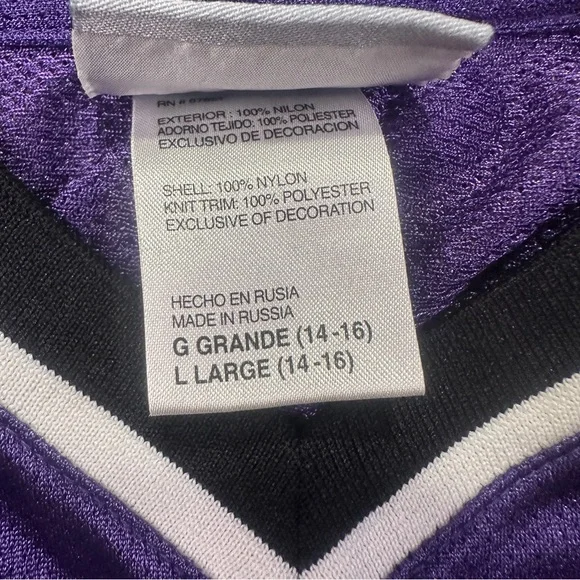 RN #
EXTERIOR : 100% NILON
ADORNO TEJIDO: 100% POLIESTER
EXCLUSIVO DE DECORACION
SHELL: 100% NYLON
KNIT TRIM: 100% POLYESTER
EXCLUSIVE OF DECORATION
HECHO EN RUSIA
MADE IN RUSSIA
G GRANDE (14-16)
L LARGE (14-16)